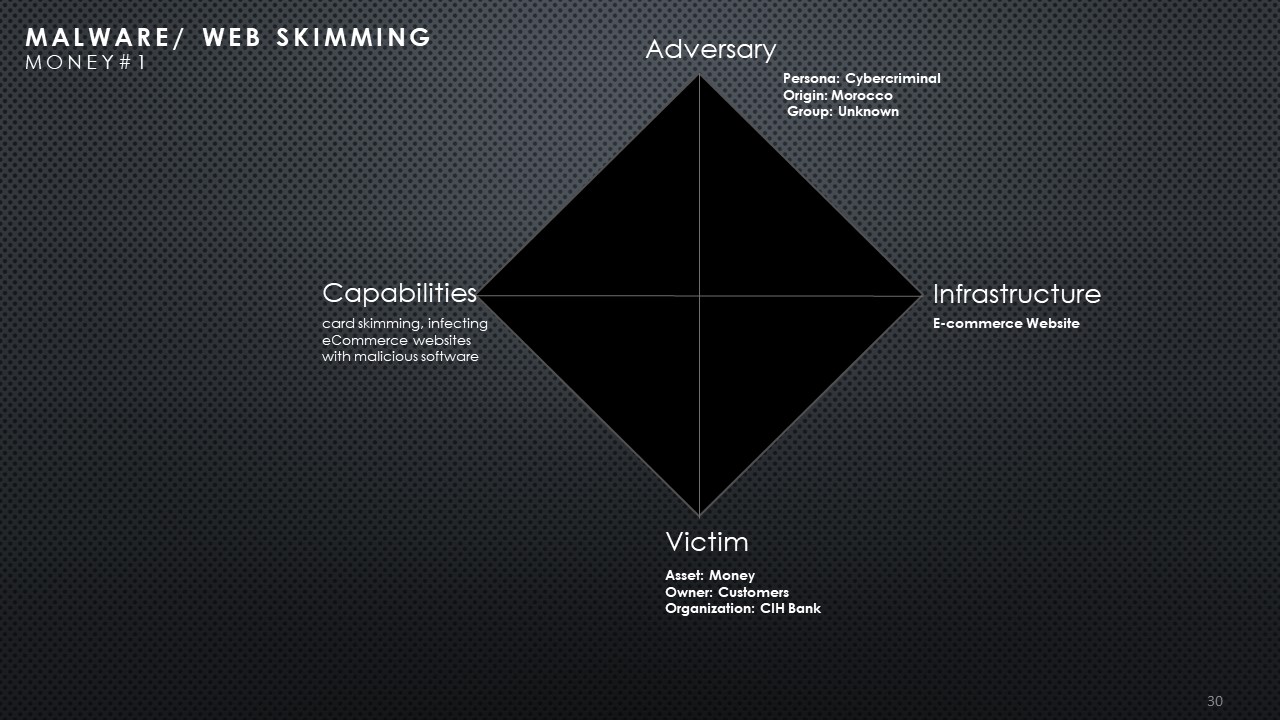 MALWARE/ WEB SKIMMING
MONEY#1
Adversary
Persona: Cybercriminal
Origin: Morocco
Group: Unknown
Capabilities
card skimming, infecting
eCommerce websites
with malicious software
Infrastructure
E-commerce Website
Victim
Asset: Money
Owner: Customers
Organization: CIH Bank
30